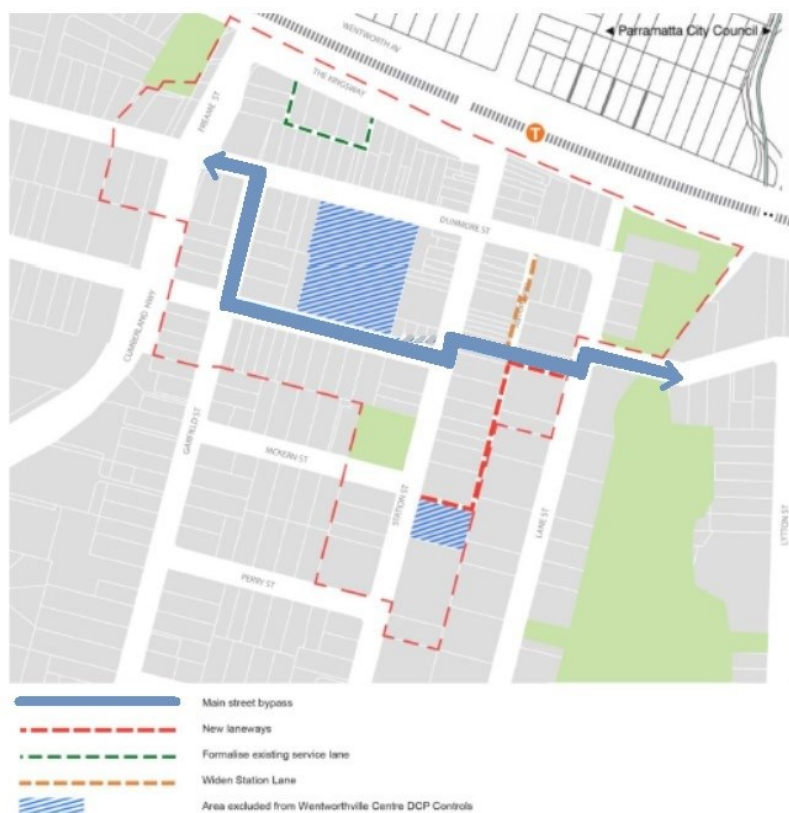 ◄ Parramatta City Council ►
WENTWORTH AV
THE KINGSWAY
T
FREAME ST
DUNMORE ST
CUMBERLAND HWY
GARFIELD ST
MCKERN ST
STATION ST
LANE ST
LYTTON ST
PERRY ST
Main street bypass
New laneways
Formalise existing service lane
Widen Station Lane
Area excluded from Wentworthville Centre DCP Controls